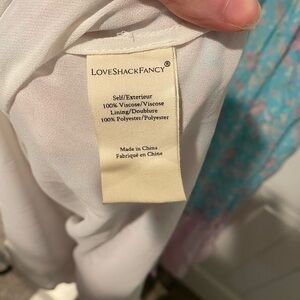 LOVESHACKFANCY®
Self/Exterieur
100% Viscose/Viscose
Lining/Doublure
100% Polyester/Polyester
Made in China
Fabriqué en Chine